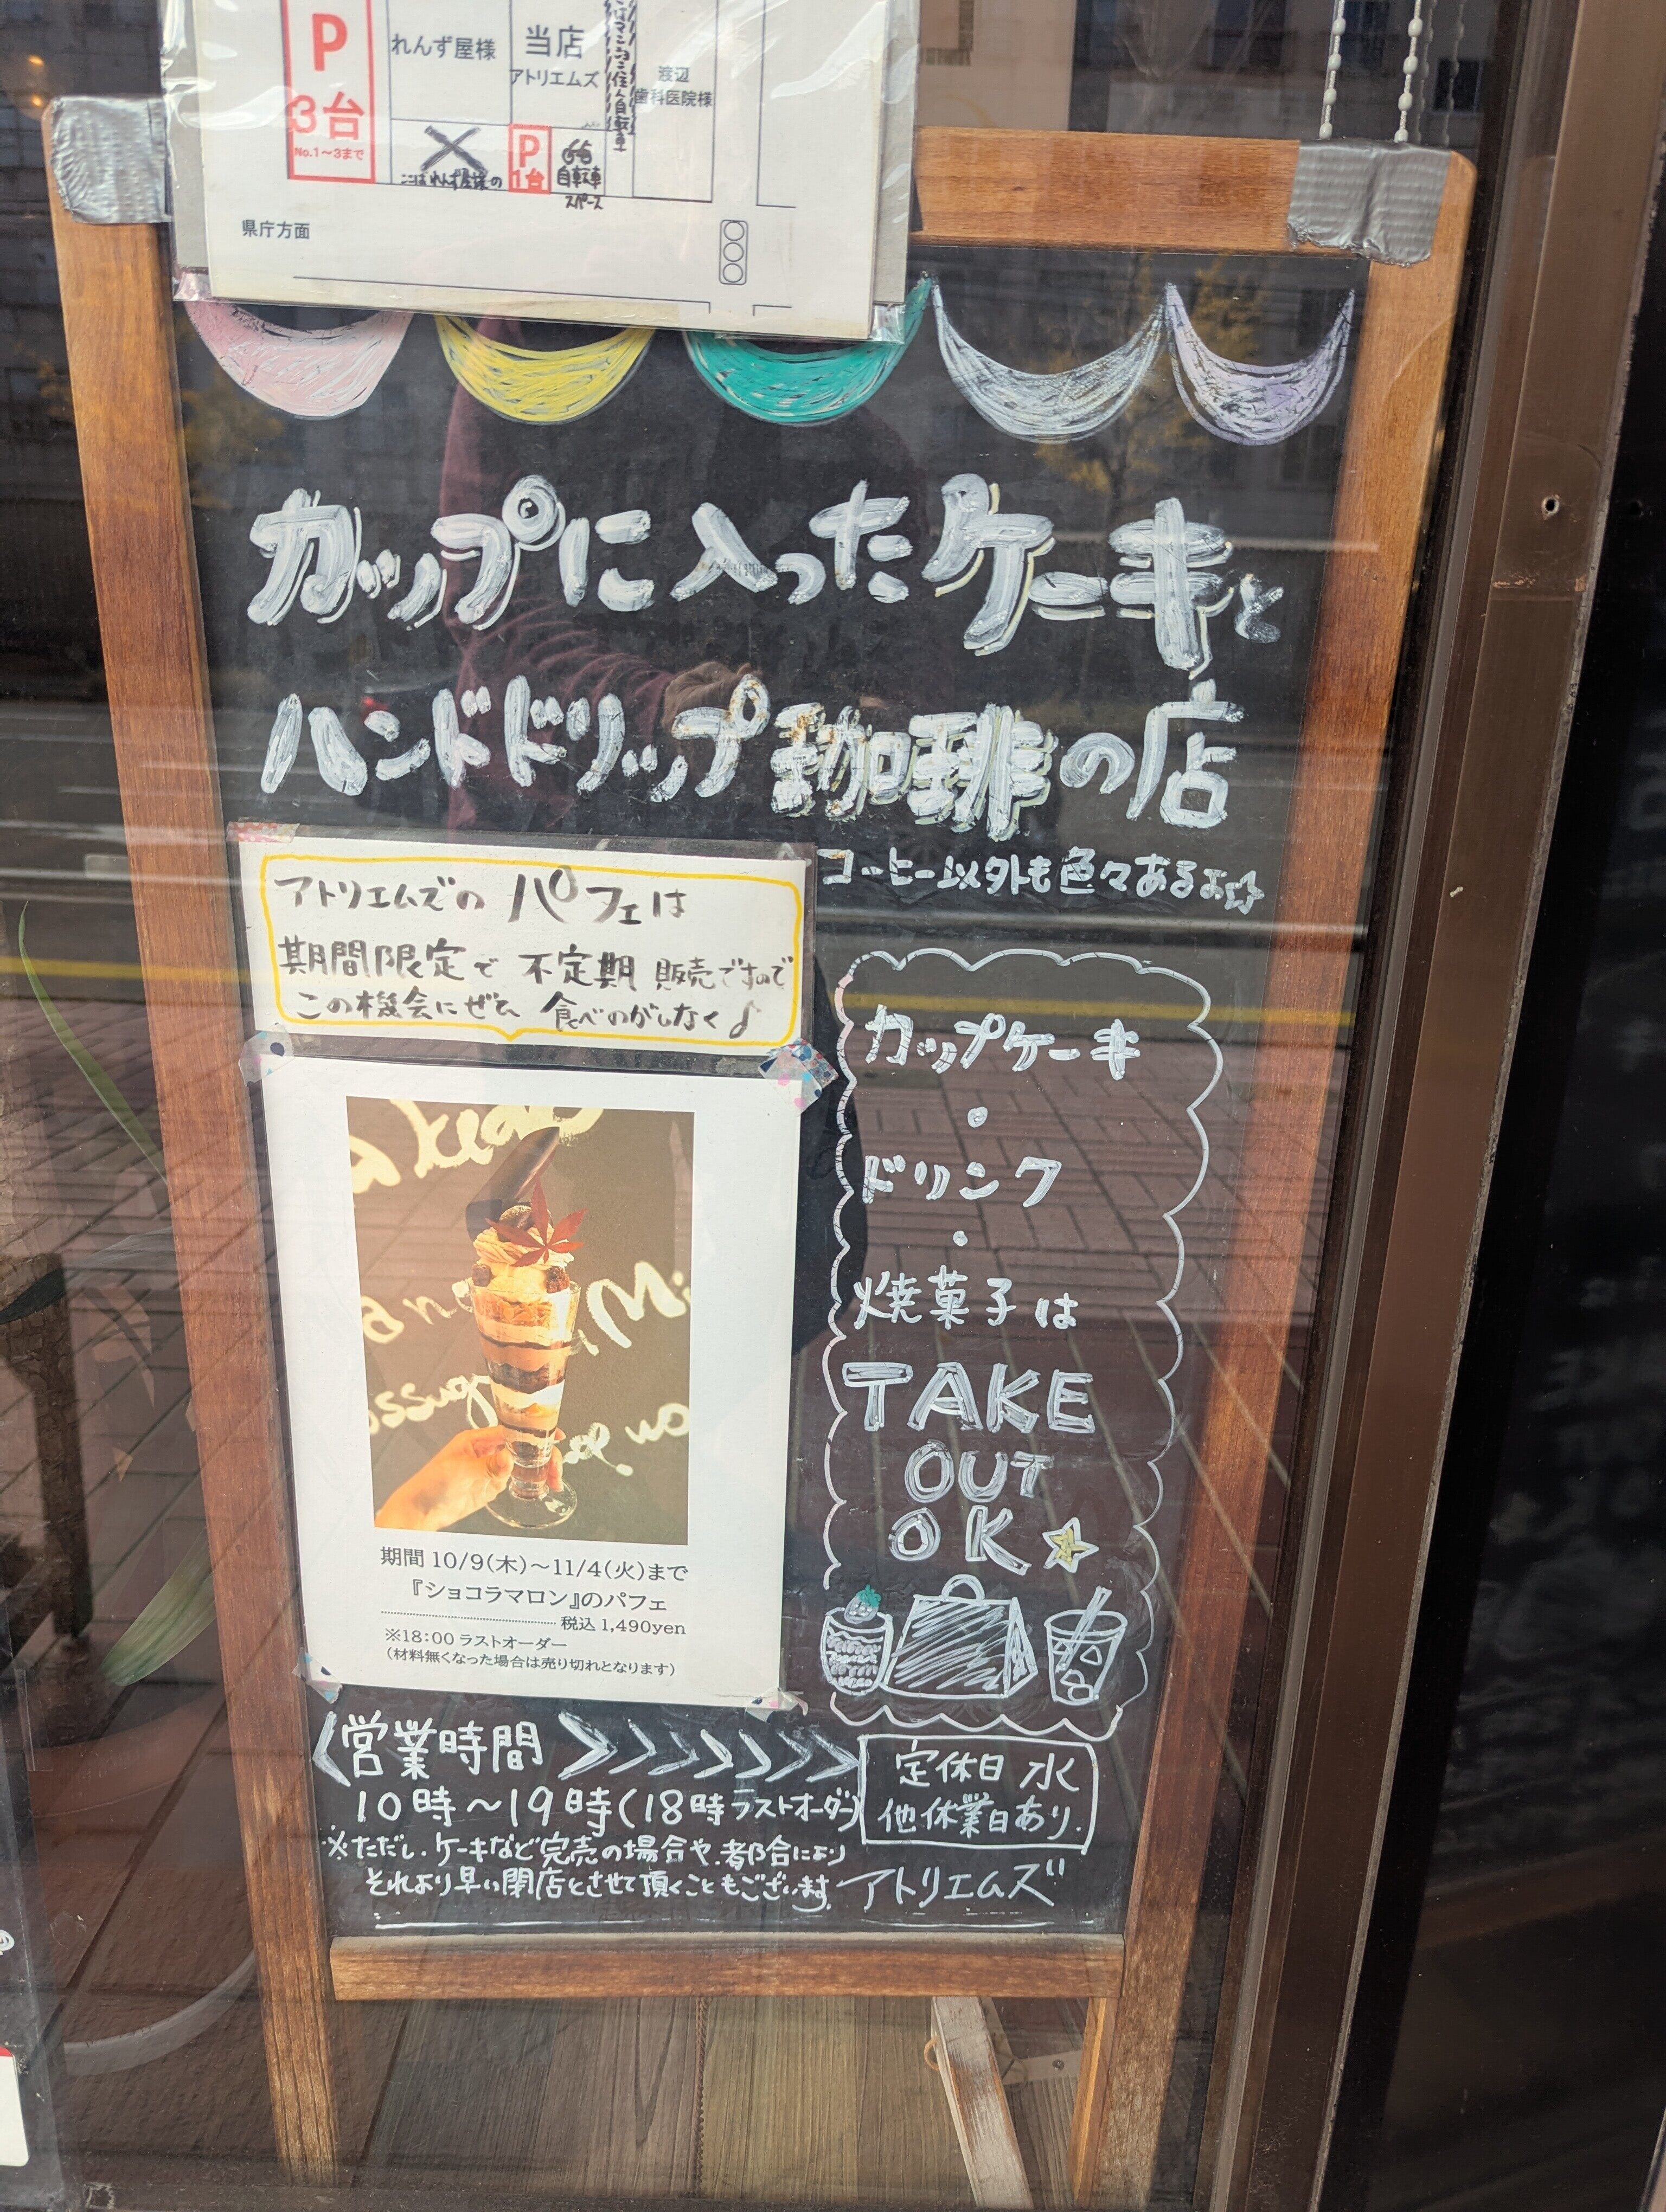 P
3台
No.1〜3まで
れんず屋様
当店
アトリエムズ
渡辺
歯科医院様
P
1台
自転車
スペース
県庁方面
カップに入ったケーキと
ハンドドリップ珈琲の店
コーヒー以外も色々あるよ☆
アトリエムズの パフェは
期間限定で 不定期 販売ですので
この機会にぜひ 食べのがしなく♪
期間 10/9(木)〜11/4(火)まで
『ショコラマロン』のパフェ
税込 1,490yen
※18:00 ラストオーダー
(材料無くなった場合は売り切れとなります)
カップケーキ
・
ドリンク
・
焼菓子は
TAKE
OUT
OK☆
営業時間
10時〜19時(18時ラストオーダー)
※ただし、ケーキなど完売の場合や、都合により
それより早い閉店とさせて頂くこともございます。
定休日 水
他休業日あり.
アトリエムズ